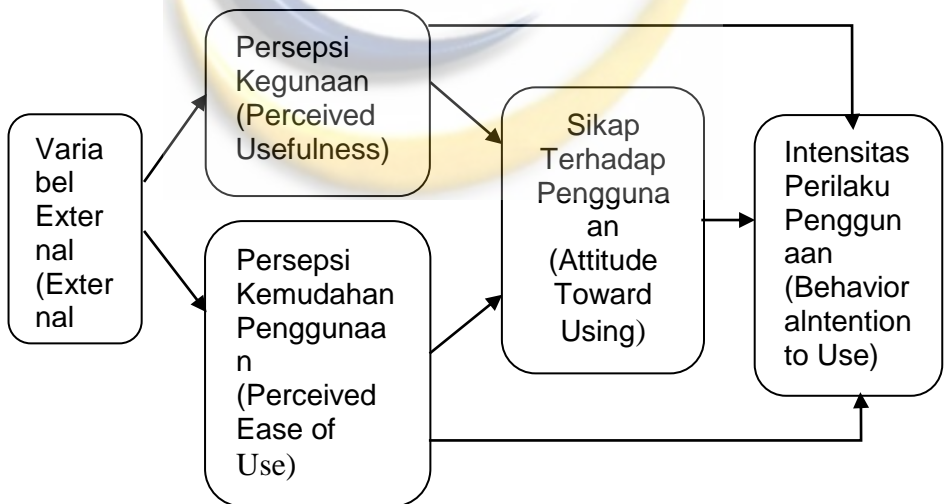 Varia
bel
Exter
nal
(Exter
nal
Persepsi
Kegunaan
(Perceived
Usefulness)
Persepsi
Kemudahan
Penggunaa
n
(Perceived
Ease of
Use)
Sikap
Terhadap
Pengguna
an
(Attitude
Toward
Using)
Intensitas
Perilaku
Penggun
aan
(Behavior
aIntention
to Use)